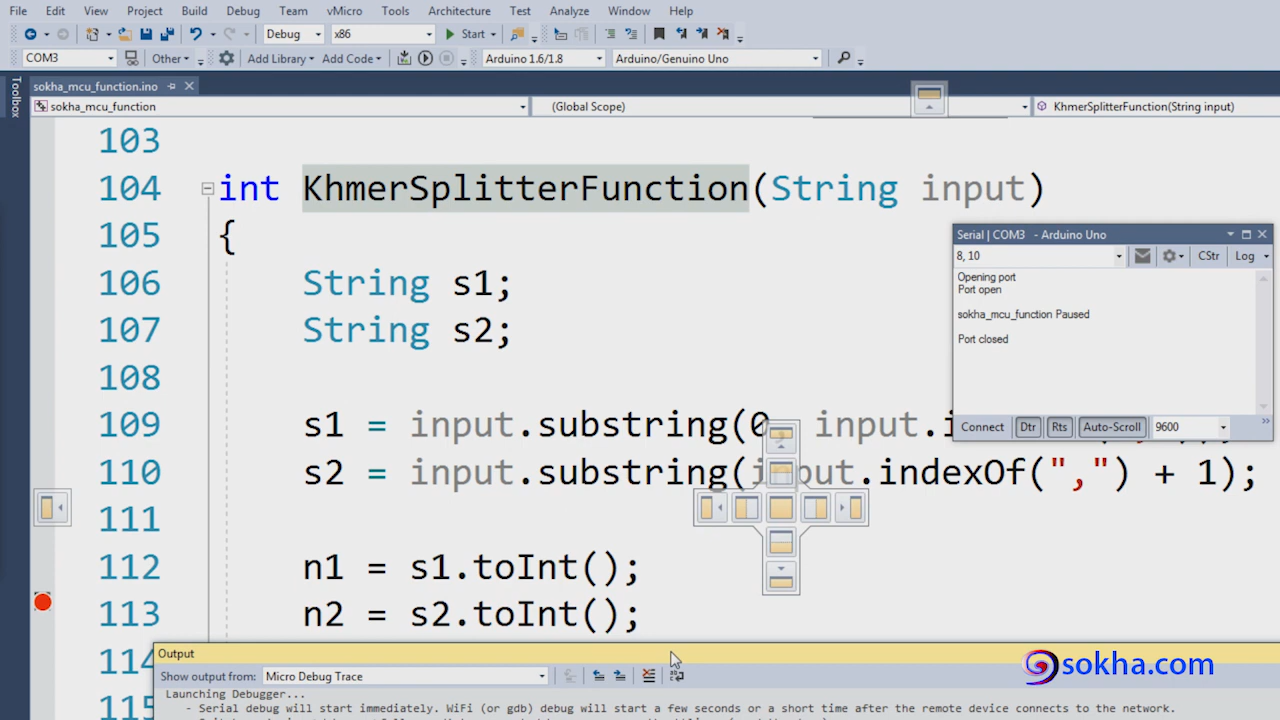 File Edit View Project Build Debug Team vMicro Tools Architecture Test Analyze Window Help
Debug x86 Start
COM3 Other Add Library Add Code Arduino 1.6/1.8 Arduino/Genuino Uno
Toolbox
sokha_mcu_function.ino
sokha_mcu_function (Global Scope) KhmerSplitterFunction(String input)
103
104 int KhmerSplitterFunction(String input)
105 {
106 String s1;
107 String s2;
108
109 s1 = input.substring(0, input.i
110 s2 = input.substring(input.indexOf(",") + 1);
111
112 n1 = s1.toInt();
113 n2 = s2.toInt();
114
115
Serial | COM3 - Arduino Uno
8, 10 CStr Log
Opening port
Port open
sokha_mcu_function Paused
Port closed
Connect Dtr Rts Auto-Scroll 9600
Output
Show output from: Micro Debug Trace
Launching Debugger...
- Serial debug will start immediately. WiFi (or gdb) debug will start a few seconds or a short time after the remote device connects to the network.
sokha.com